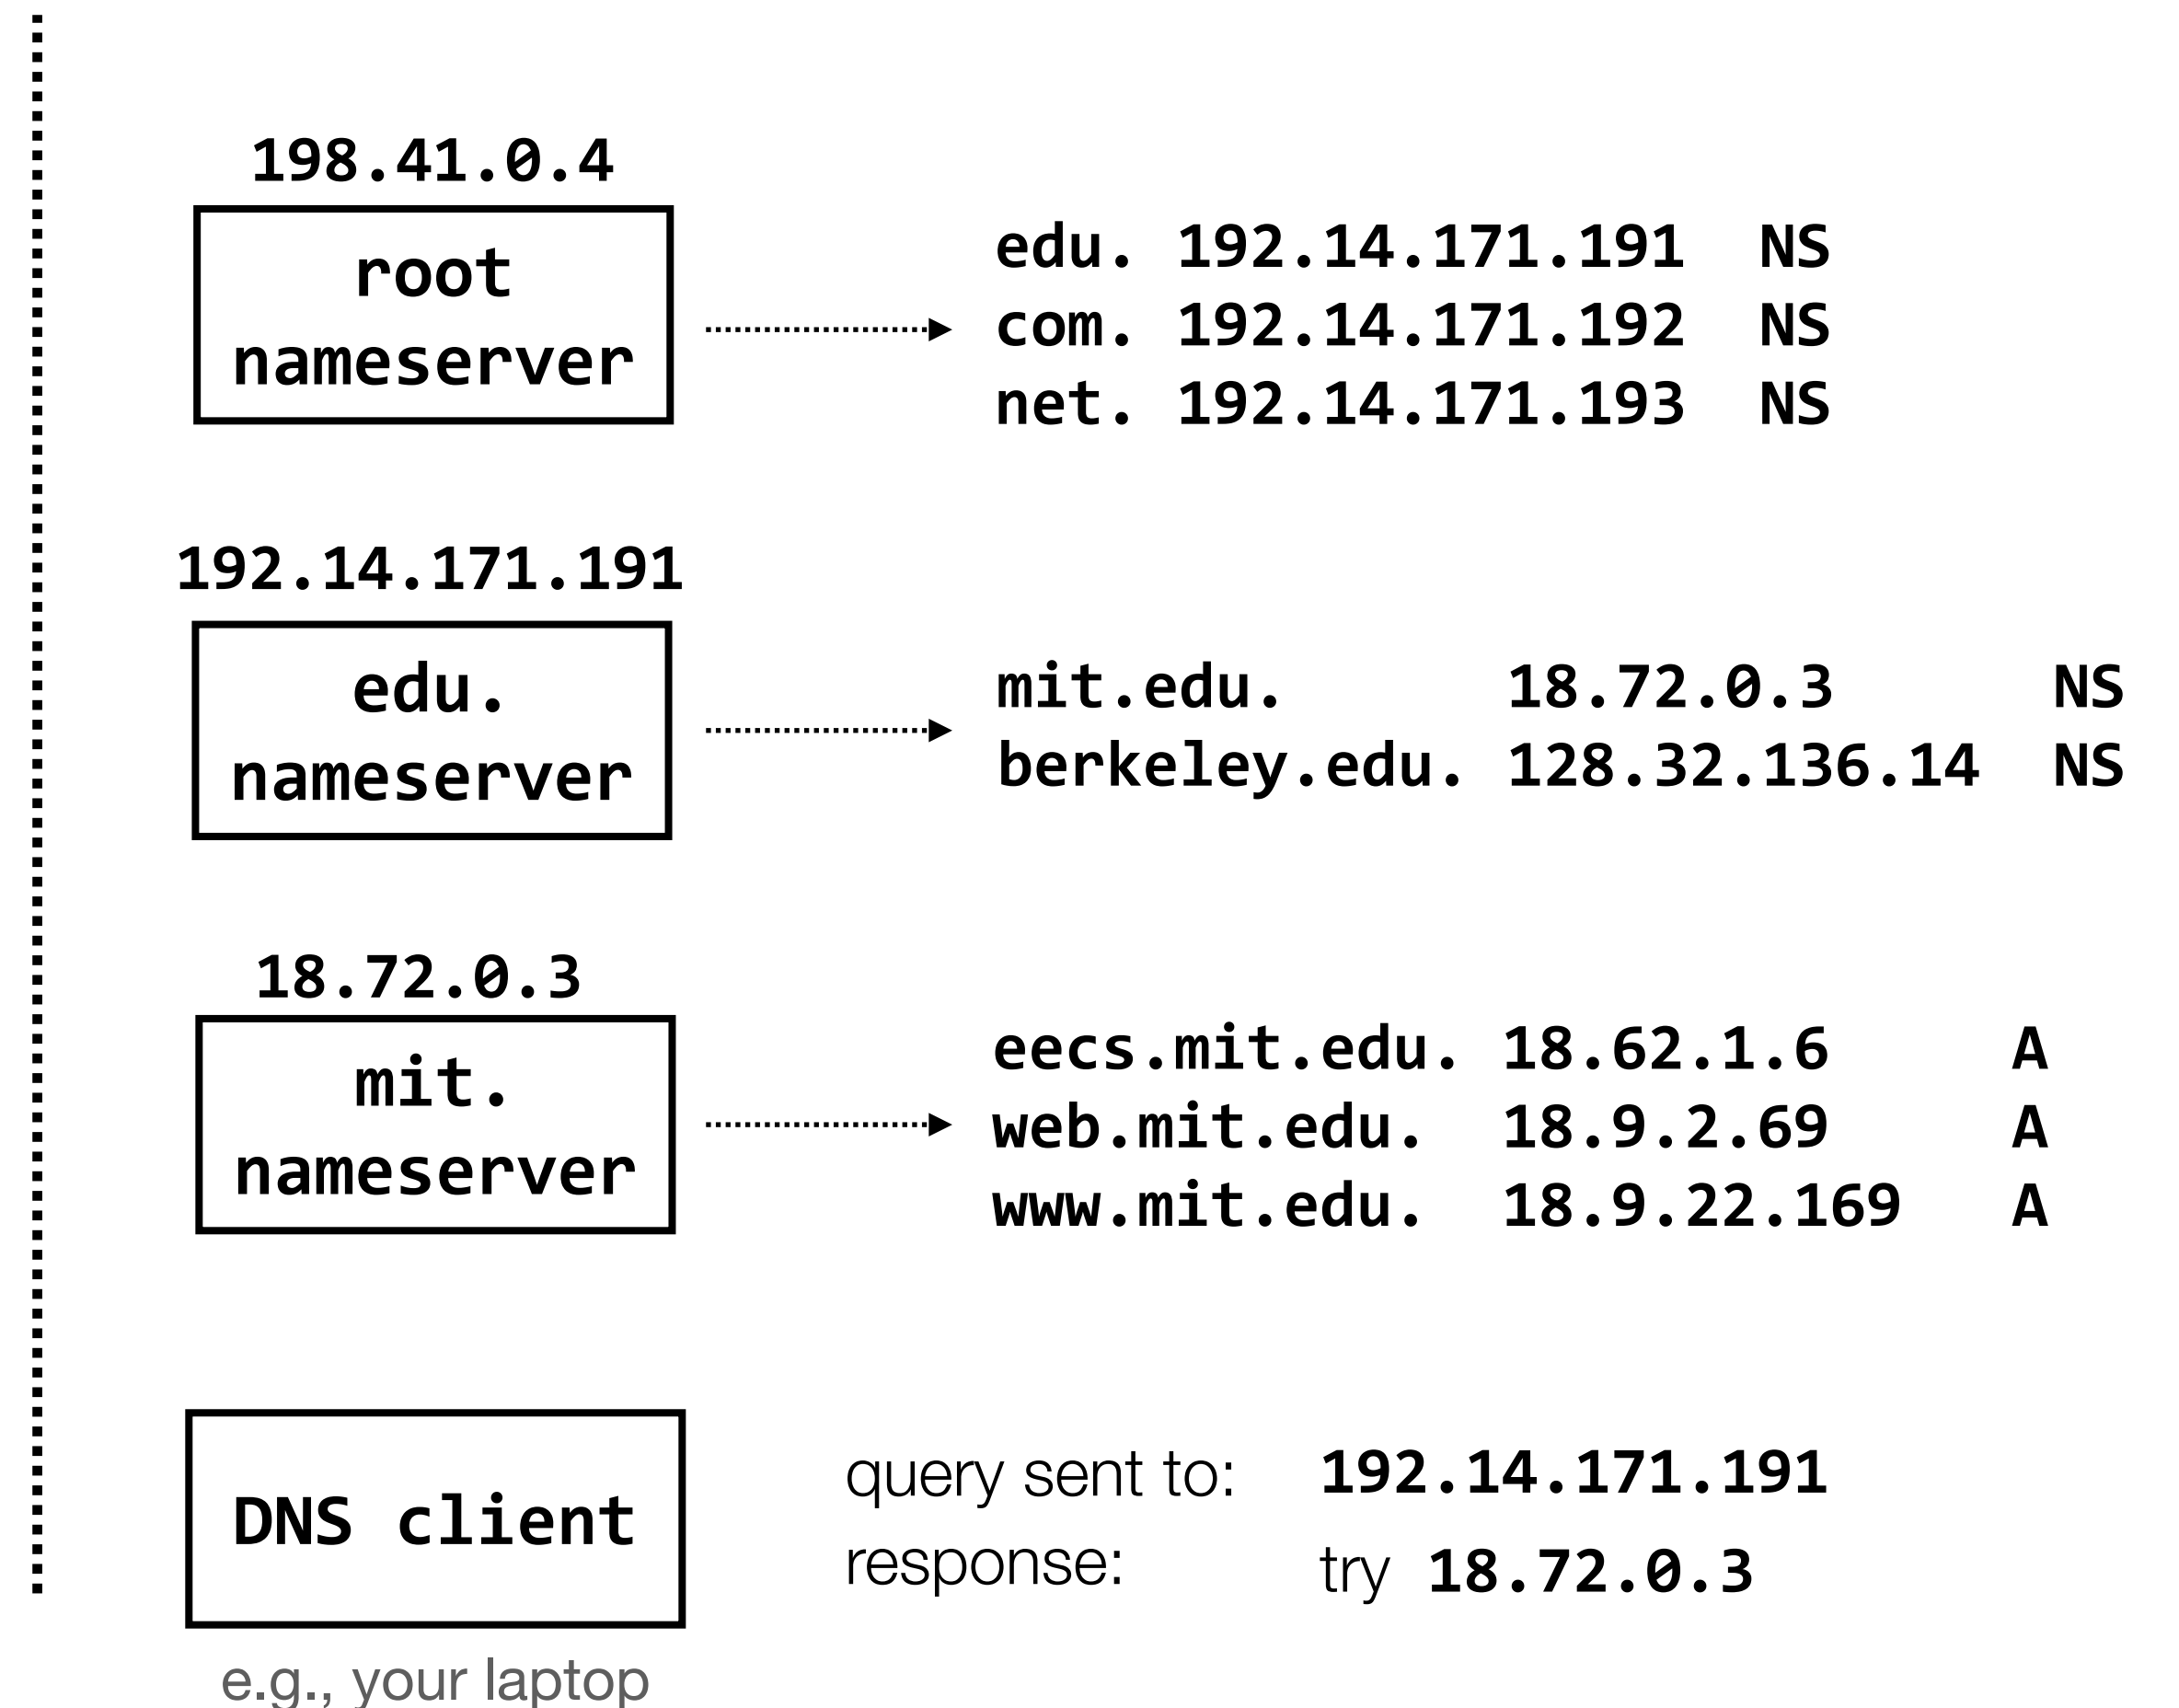 198.41.0.4
root
nameserver
edu. 192.14.171.191 NS
com. 192.14.171.192 NS
net. 192.14.171.193 NS
192.14.171.191
edu.
nameserver
mit.edu. 18.72.0.3 NS
berkeley.edu. 128.32.136.14 NS
18.72.0.3
mit.
nameserver
eecs.mit.edu. 18.62.1.6 A
web.mit.edu. 18.9.2.69 A
www.mit.edu. 18.9.22.169 A
DNS client
e.g., your laptop
query sent to: 192.14.171.191
response: try 18.72.0.3